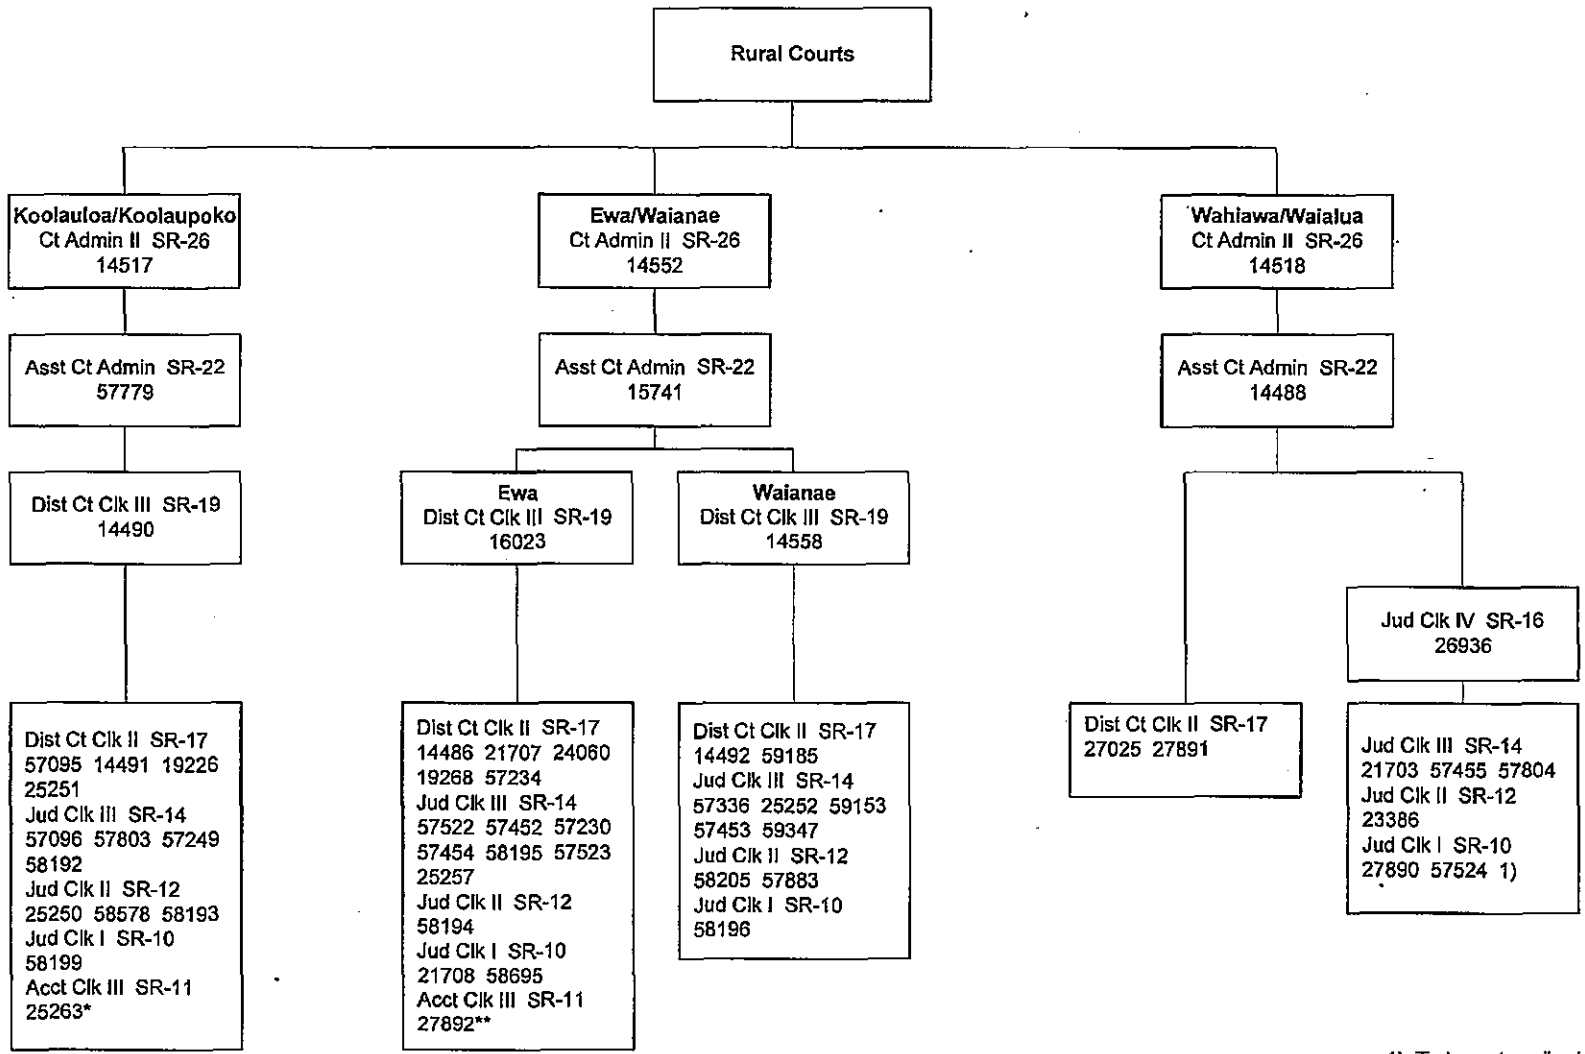 Rural Courts
Koolauloa/Koolaupoko
Ct Admin II SR-26
14517
Ewa/Waianae
Ct Admin II SR-26
14552
Wahiawa/Waialua
Ct Admin II SR-26
14518
Asst Ct Admin SR-22
57779
Asst Ct Admin SR-22
15741
Asst Ct Admin SR-22
14488
Dist Ct Clk III SR-19
14490
Ewa
Dist Ct Clk III SR-19
16023
Waianae
Dist Ct Clk III SR-19
14558
Jud Clk IV SR-16
26936
Dist Ct Clk II SR-17
57095 14491 19226
25251
Jud Clk III SR-14
57096 57803 57249
58192
Jud Clk II SR-12
25250 58578 58193
Jud Clk I SR-10
58199
Acct Clk III SR-11
25263*
Dist Ct Clk II SR-17
14486 21707 24060
19268 57234
Jud Clk III SR-14
57522 57452 57230
57454 58195 57523
25257
Jud Clk II SR-12
58194
Jud Clk I SR-10
21708 58695
Acct Clk III SR-11
27892**
Dist Ct Clk II SR-17
14492 59185
Jud Clk III SR-14
57336 25252 59153
57453 59347
Jud Clk II SR-12
58205 57883
Jud Clk I SR-10
58196
Dist Ct Clk II SR-17
27025 27891
Jud Clk III SR-14
21703 57455 57804
Jud Clk II SR-12
23386
Jud Clk I SR-10
27890 57524 1)